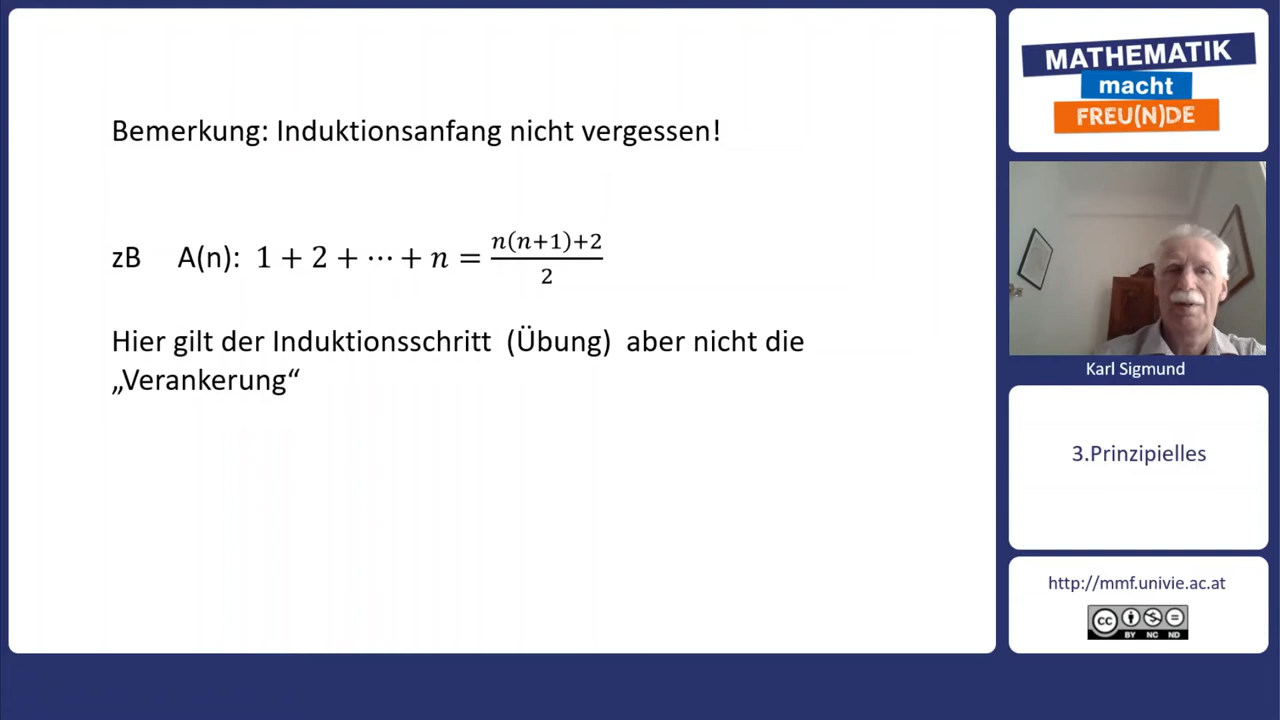 Bemerkung: Induktionsanfang nicht vergessen!
zB A(n): 1 + 2 + ⋯ + n = (n(n+1)+2)/2
Hier gilt der Induktionsschritt (Übung) aber nicht die
„Verankerung“
MATHEMATIK
macht
FREU(N)DE
Karl Sigmund
3.Prinzipielles
http://mmf.univie.ac.at
cc
BY NC ND